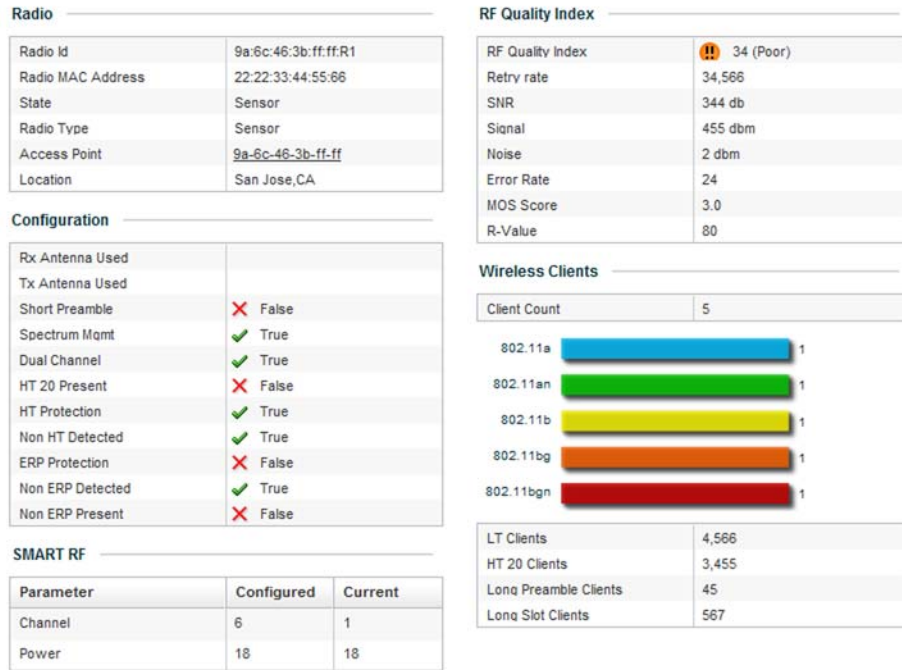 Radio
Radio Id 9a:6c:46:3b:ff:ff:R1
Radio MAC Address 22:22:33:44:55:66
State Sensor
Radio Type Sensor
Access Point 9a-6c-46-3b-ff-ff
Location San Jose,CA
Configuration
Rx Antenna Used
Tx Antenna Used
Short Preamble False
Spectrum Mgmt True
Dual Channel True
HT 20 Present False
HT Protection True
Non HT Detected True
ERP Protection False
Non ERP Detected True
Non ERP Present False
SMART RF
Parameter Configured Current
Channel 6 1
Power 18 18
RF Quality Index
RF Quality Index !! 34 (Poor)
Retry rate 34,566
SNR 344 db
Signal 455 dbm
Noise 2 dbm
Error Rate 24
MOS Score 3.0
R-Value 80
Wireless Clients
Client Count 5
802.11a 1
802.11an 1
802.11b 1
802.11bg 1
802.11bgn 1
LT Clients 4,566
HT 20 Clients 3,455
Long Preamble Clients 45
Long Slot Clients 567